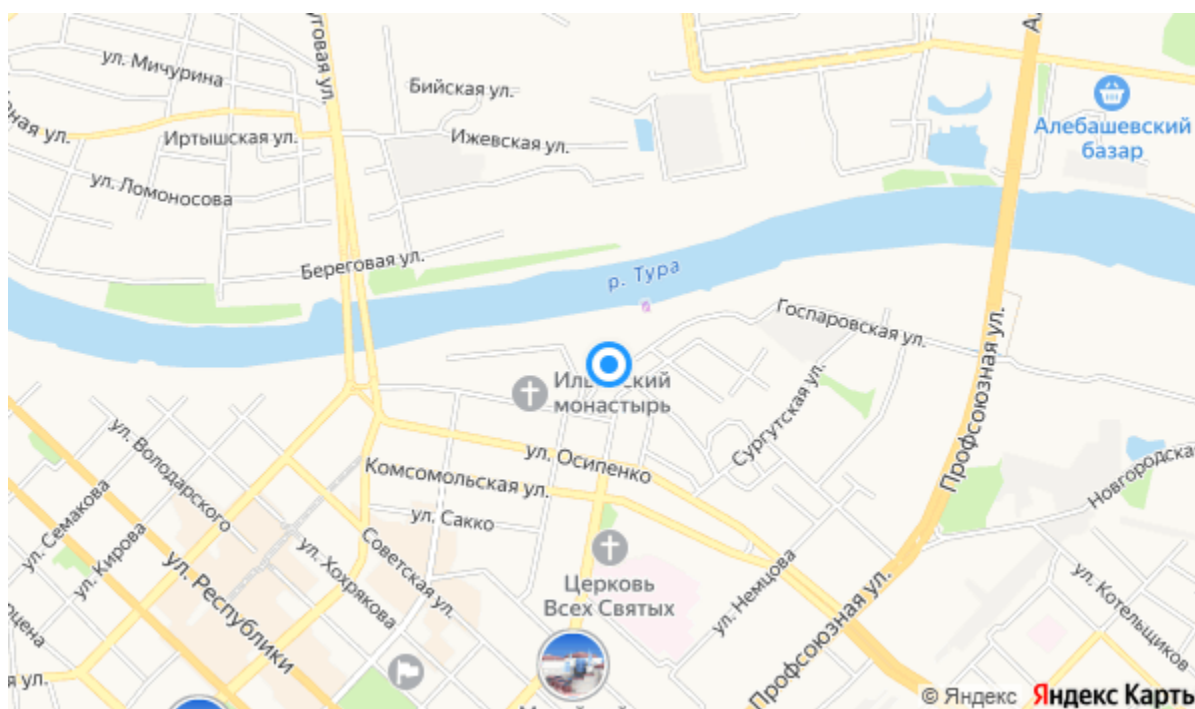 ул. Мичурина
Бийская ул.
Иртышская ул.
Ижевская ул.
Алебашевский
базар
ул. Ломоносова
Береговая ул.
р. Тура
Госпаровская ул.
монастырь
Сургутская ул.
Профсоюзная ул.
ул. Володарского
ул. Осипенко
Комсомольская ул.
ул. Сакко
ул. Семакова
ул. Кирова
ул. Республики
ул. Хохрякова
Советская ул.
Церковь
Всех Святых
ул. Немцова
Профсоюзная ул.
ул. Котельщиков
© Яндекс Яндекс Карты